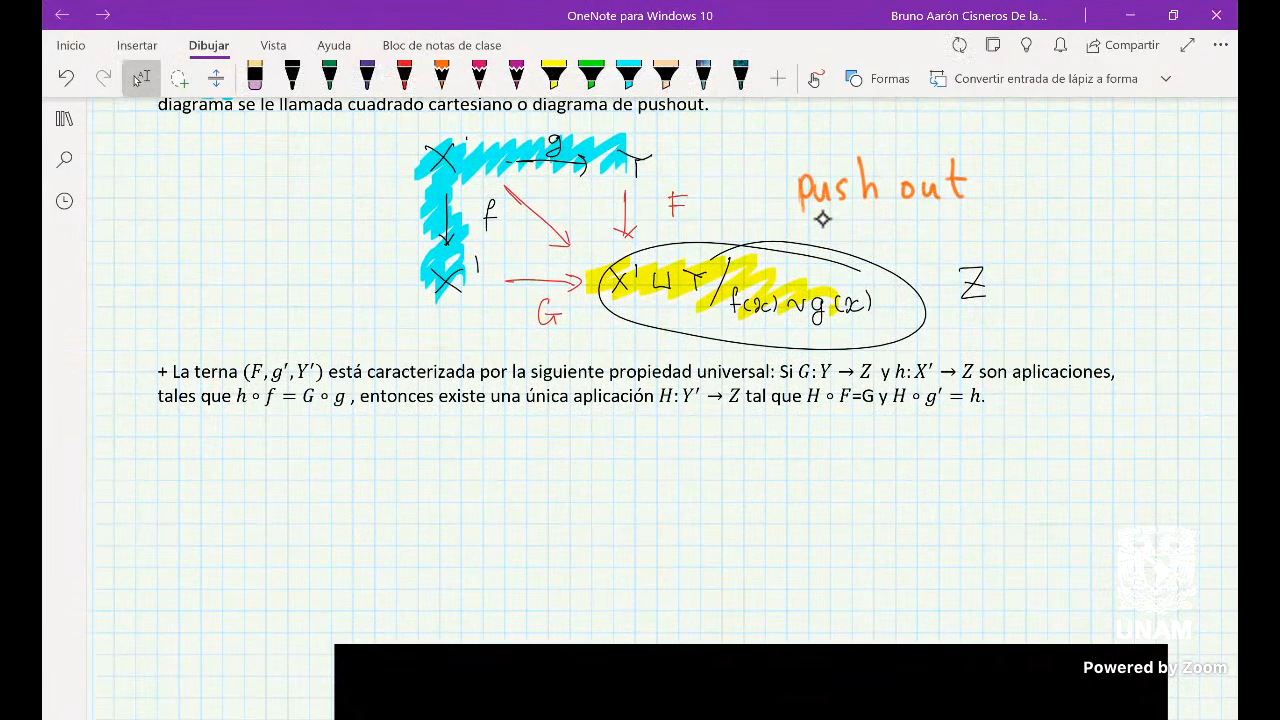 OneNote para Windows 10
Bruno Aarón Cisneros De la...
Inicio Insertar Dibujar Vista Ayuda Bloc de notas de clase Compartir
Formas Convertir entrada de lápiz a forma
diagrama se le llamada cuadrado cartesiano o diagrama de pushout.
X g Y
push out
f F
X' G X' ⊔ Y / f(x) ~ g(x) Z
+ La terna (F, g′, Y′) está caracterizada por la siguiente propiedad universal: Si G: Y → Z y h: X′ → Z son aplicaciones,
tales que h ∘ f = G ∘ g , entonces existe una única aplicación H: Y′ → Z tal que H ∘ F=G y H ∘ g′ = h.
UNAM
Powered by Zoom